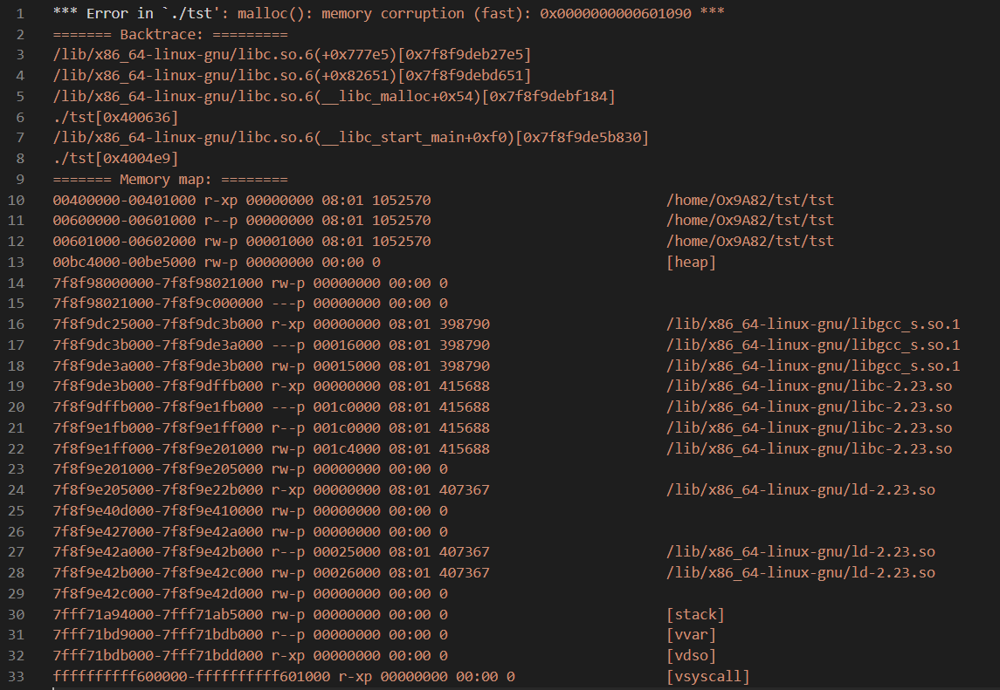 1 *** Error in `./tst': malloc(): memory corruption (fast): 0x0000000000601090 ***
2 ======= Backtrace: =========
3 /lib/x86_64-linux-gnu/libc.so.6(+0x777e5)[0x7f8f9deb27e5]
4 /lib/x86_64-linux-gnu/libc.so.6(+0x82651)[0x7f8f9debd651]
5 /lib/x86_64-linux-gnu/libc.so.6(__libc_malloc+0x54)[0x7f8f9debf184]
6 ./tst[0x400636]
7 /lib/x86_64-linux-gnu/libc.so.6(__libc_start_main+0xf0)[0x7f8f9de5b830]
8 ./tst[0x4004e9]
9 ======= Memory map: ========
10 00400000-00401000 r-xp 00000000 08:01 1052570 /home/Ox9A82/tst/tst
11 00600000-00601000 r--p 00000000 08:01 1052570 /home/Ox9A82/tst/tst
12 00601000-00602000 rw-p 00001000 08:01 1052570 /home/Ox9A82/tst/tst
13 00bc4000-00be5000 rw-p 00000000 00:00 0 [heap]
14 7f8f98000000-7f8f98021000 rw-p 00000000 00:00 0
15 7f8f98021000-7f8f9c000000 ---p 00000000 00:00 0
16 7f8f9dc25000-7f8f9dc3b000 r-xp 00000000 08:01 398790 /lib/x86_64-linux-gnu/libgcc_s.so.1
17 7f8f9dc3b000-7f8f9de3a000 ---p 00016000 08:01 398790 /lib/x86_64-linux-gnu/libgcc_s.so.1
18 7f8f9de3a000-7f8f9de3b000 rw-p 00015000 08:01 398790 /lib/x86_64-linux-gnu/libgcc_s.so.1
19 7f8f9de3b000-7f8f9dffb000 r-xp 00000000 08:01 415688 /lib/x86_64-linux-gnu/libc-2.23.so
20 7f8f9dffb000-7f8f9e1fb000 ---p 001c0000 08:01 415688 /lib/x86_64-linux-gnu/libc-2.23.so
21 7f8f9e1fb000-7f8f9e1ff000 r--p 001c0000 08:01 415688 /lib/x86_64-linux-gnu/libc-2.23.so
22 7f8f9e1ff000-7f8f9e201000 rw-p 001c4000 08:01 415688 /lib/x86_64-linux-gnu/libc-2.23.so
23 7f8f9e201000-7f8f9e205000 rw-p 00000000 00:00 0
24 7f8f9e205000-7f8f9e22b000 r-xp 00000000 08:01 407367 /lib/x86_64-linux-gnu/ld-2.23.so
25 7f8f9e40d000-7f8f9e410000 rw-p 00000000 00:00 0
26 7f8f9e427000-7f8f9e42a000 rw-p 00000000 00:00 0
27 7f8f9e42a000-7f8f9e42b000 r--p 00025000 08:01 407367 /lib/x86_64-linux-gnu/ld-2.23.so
28 7f8f9e42b000-7f8f9e42c000 rw-p 00026000 08:01 407367 /lib/x86_64-linux-gnu/ld-2.23.so
29 7f8f9e42c000-7f8f9e42d000 rw-p 00000000 00:00 0
30 7fff71a94000-7fff71ab5000 rw-p 00000000 00:00 0 [stack]
31 7fff71bd9000-7fff71bdb000 r--p 00000000 00:00 0 [vvar]
32 7fff71bdb000-7fff71bdd000 r-xp 00000000 00:00 0 [vdso]
33 ffffffffff600000-ffffffffff601000 r-xp 00000000 00:00 0 [vsyscall]